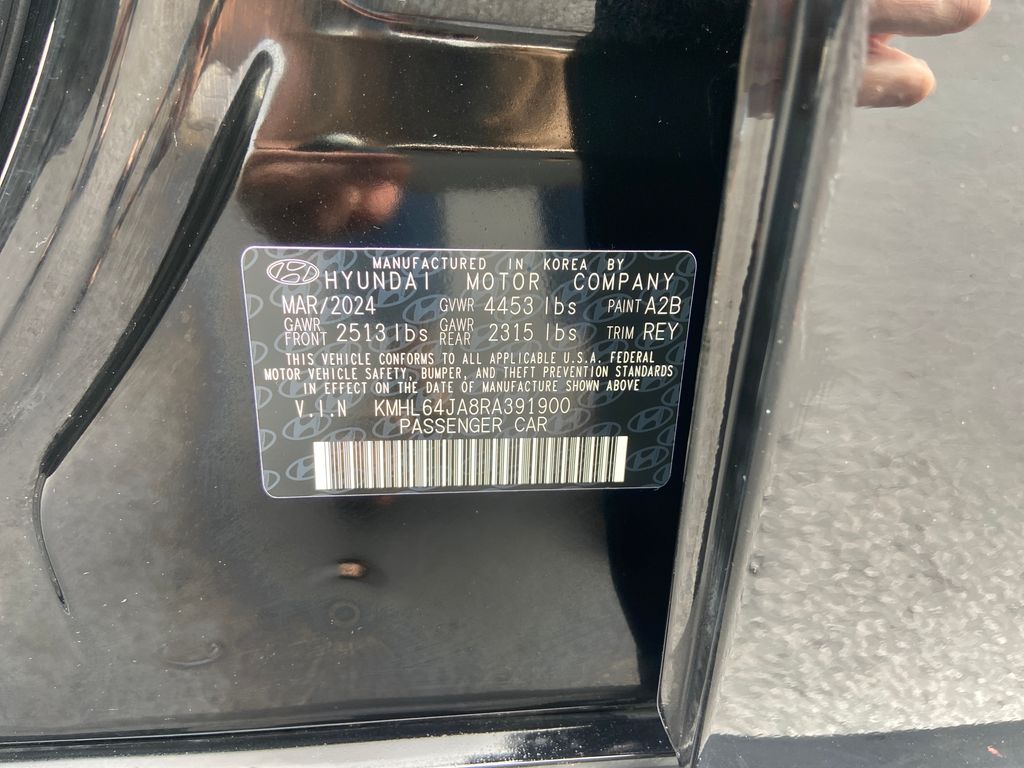 MANUFACTURED IN KOREA BY
HYUNDAI MOTOR COMPANY
MAR/2024 GVWR 4453 lbs PAINT A2B
GAWR FRONT 2513 lbs GAWR REAR 2315 lbs TRIM REY
THIS VEHICLE CONFORMS TO ALL APPLICABLE U.S.A. FEDERAL
MOTOR VEHICLE SAFETY, BUMPER, AND THEFT PREVENTION STANDARDS
IN EFFECT ON THE DATE OF MANUFACTURE SHOWN ABOVE
V.I.N KMHL64JA8RA391900
PASSENGER CAR